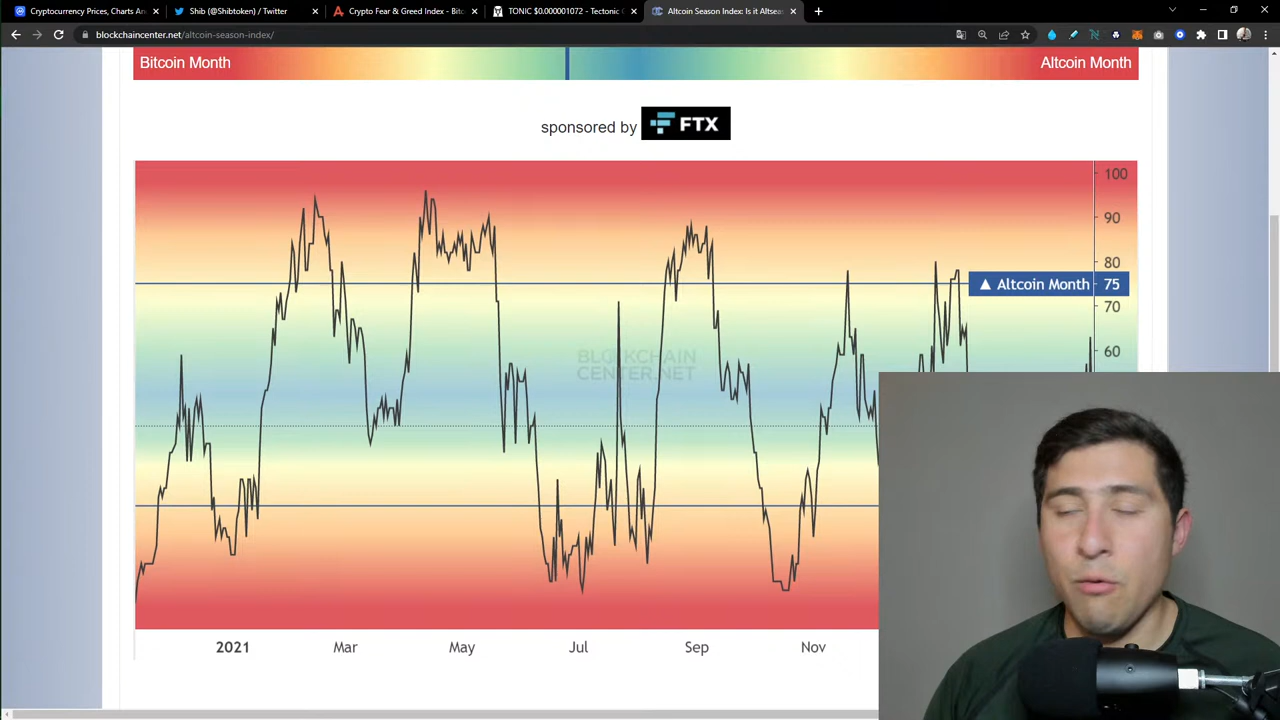 Cryptocurrency Prices, Charts An
Shib (@Shibtoken) / Twitter
Crypto Fear & Greed Index - Bitc
TONIC $0.000001072 - Tectonic
Altcoin Season Index: Is it Altsea
blockchaincenter.net/altcoin-season-index/
Bitcoin Month
Altcoin Month
sponsored by FTX
100
90
80
▲ Altcoin Month 75
70
60
BLOCKCHAIN
CENTER.NET
2021 Mar May Jul Sep Nov